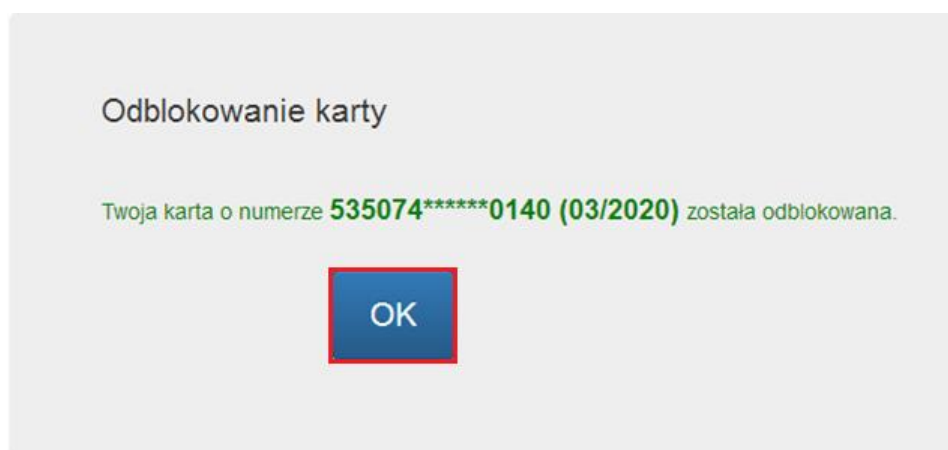 Odblokowanie karty
Twoja karta o numerze 535074******0140 (03/2020) została odblokowana.
OK